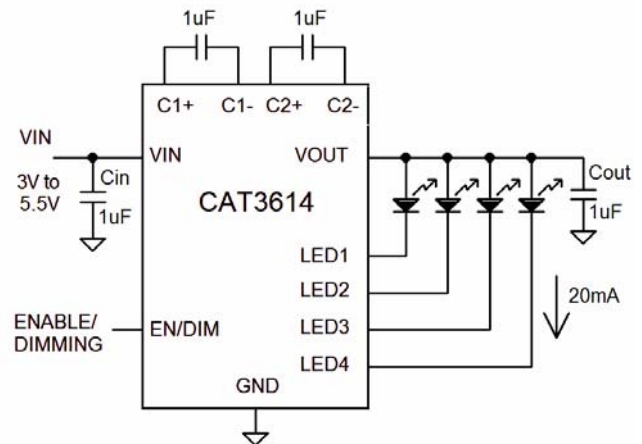 1uF
1uF
C1+ C1- C2+ C2-
VIN
VIN
VOUT
3V to
5.5V
Cin
1uF
Cout
1uF
CAT3614
LED1
LED2
20mA
ENABLE/
DIMMING
EN/DIM
LED3
LED4
GND